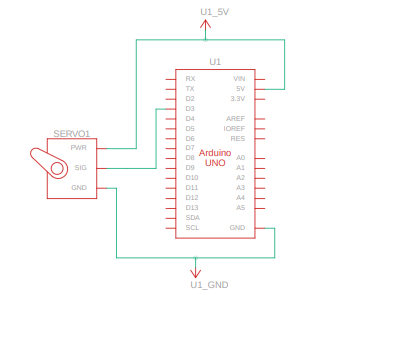 U1_5V
U1
RX
TX
D2
D3
D4
D5
D6
D7
D8
D9
D10
D11
D12
D13
SDA
SCL
Arduino
UNO
VIN
5V
3.3V
AREF
IOREF
RES
A0
A1
A2
A3
A4
A5
GND
SERVO1
PWR
SIG
GND
U1_GND